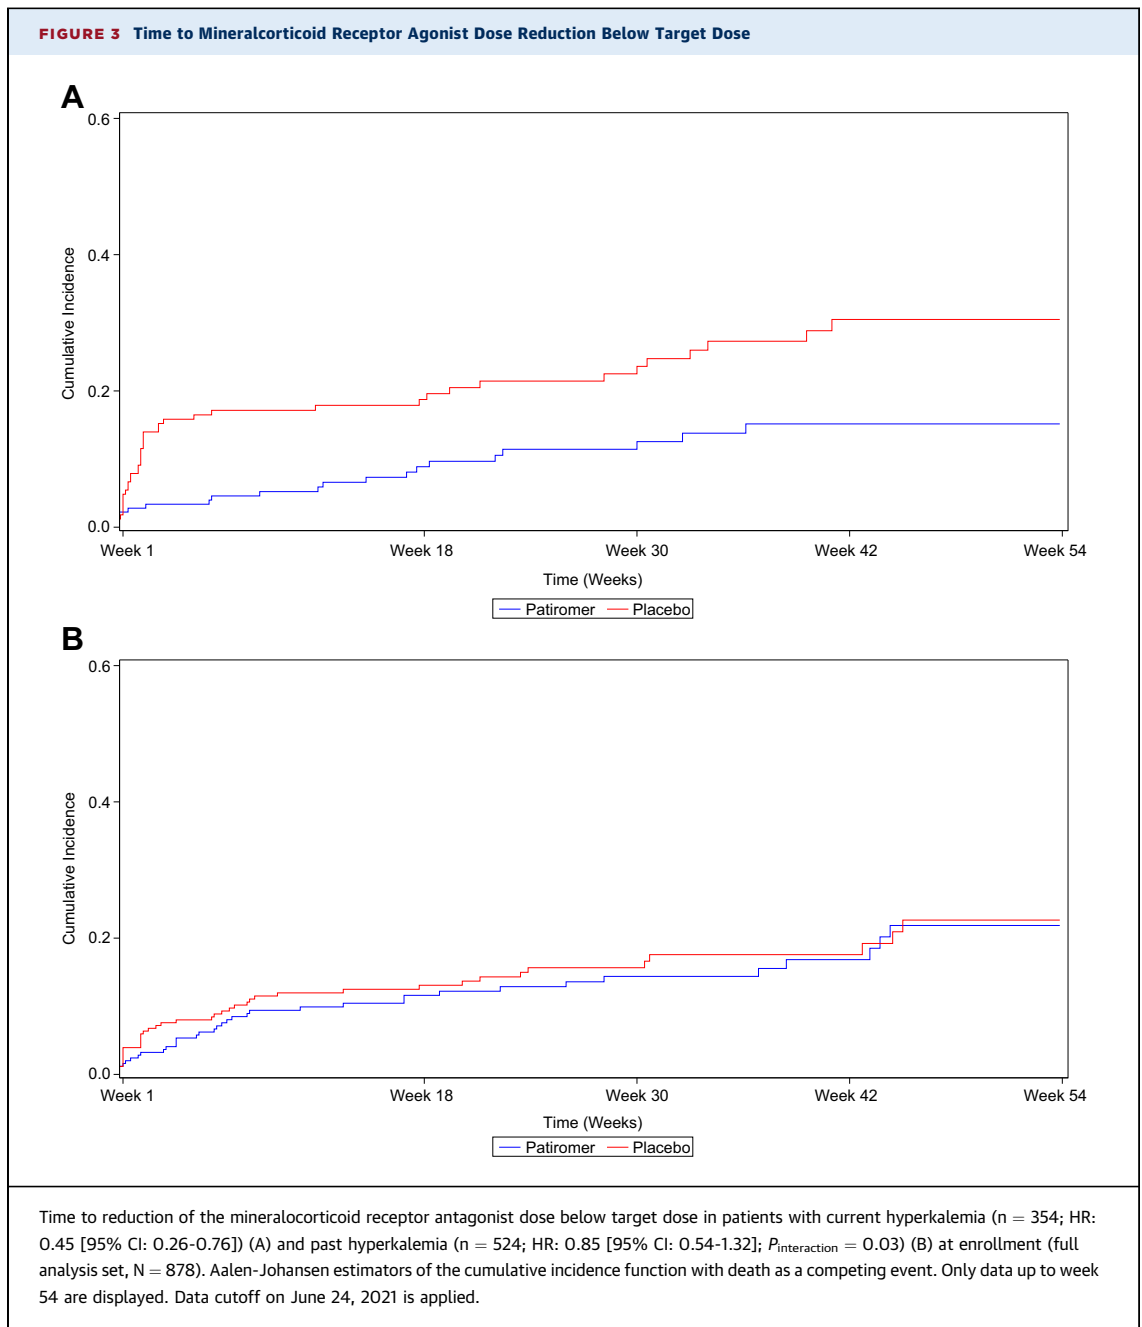 FIGURE 3 Time to Mineralcorticoid Receptor Agonist Dose Reduction Below Target Dose
A
0.6
0.4
0.2
0.0
Cumulative Incidence
Week 1 Week 18 Week 30 Week 42 Week 54
Time (Weeks)
Patiromer Placebo
B
0.6
0.4
0.2
0.0
Cumulative Incidence
Week 1 Week 18 Week 30 Week 42 Week 54
Time (Weeks)
Patiromer Placebo
Time to reduction of the mineralocorticoid receptor antagonist dose below target dose in patients with current hyperkalemia (n = 354; HR:
0.45 [95% CI: 0.26-0.76]) (A) and past hyperkalemia (n = 524; HR: 0.85 [95% CI: 0.54-1.32]; Pinteraction = 0.03) (B) at enrollment (full
analysis set, N = 878). Aalen-Johansen estimators of the cumulative incidence function with death as a competing event. Only data up to week
54 are displayed. Data cutoff on June 24, 2021 is applied.